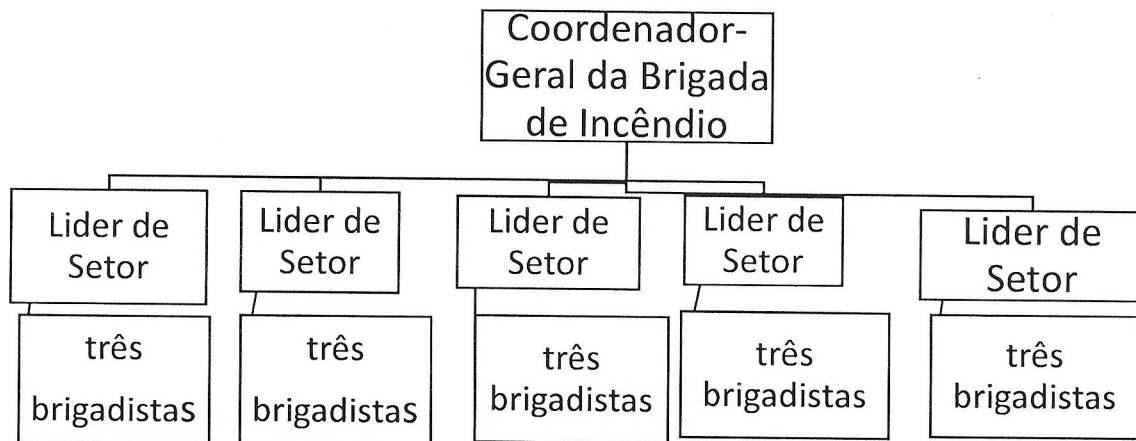 Coordenador-
Geral da Brigada
de Incêndio
Lider de
Setor
Lider de
Setor
Lider de
Setor
Lider de
Setor
Lider de
Setor
três
brigadistas
três
brigadistas
três
brigadistas
três
brigadistas
três
brigadistas